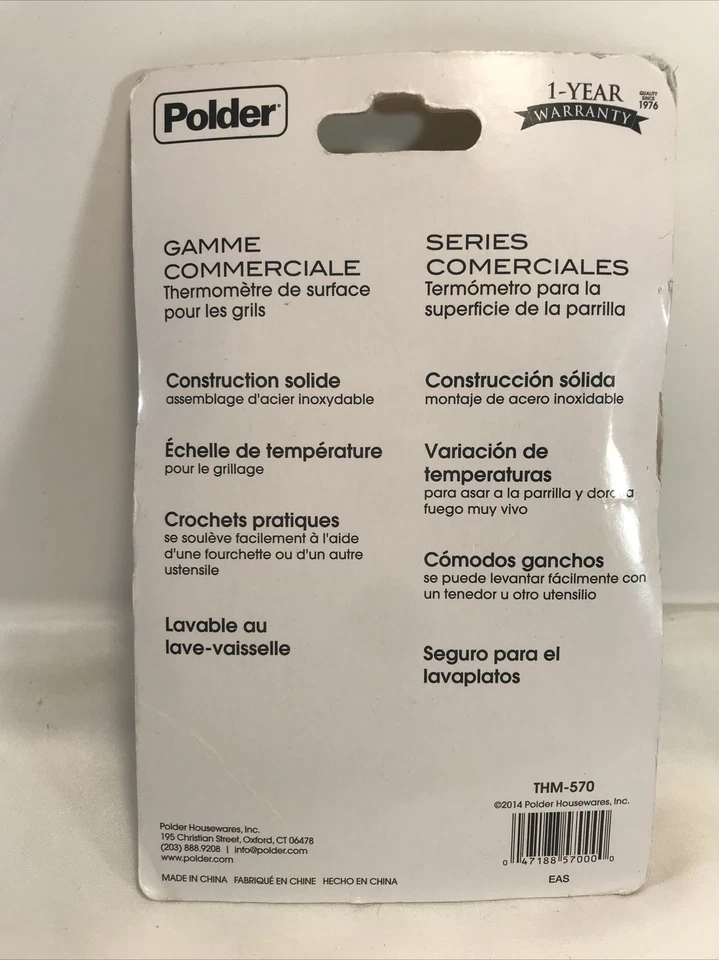 Polder
1-YEAR
WARRANTY
QUALITY
SINCE
1976
GAMME
COMMERCIALE
Thermomètre de surface
pour les grils
Construction solide
assemblage d'acier inoxydable
Échelle de température
pour le grillage
Crochets pratiques
se soulève facilement à l'aide
d'une fourchette ou d'un autre
ustensile
Lavable au
lave-vaisselle
SERIES
COMERCIALES
Termómetro para la
superficie de la parrilla
Construcción sólida
montaje de acero inoxidable
Variación de
temperaturas
para asar a la parrilla y
fuego muy vivo
Cómodos ganchos
se puede levantar fácilmente con
un tenedor u otro utensilio
Seguro para el
lavaplatos
THM-570
©2014 Polder Housewares, Inc.
0 47188 57000 0
EAS
Polder Housewares, Inc.
195 Christian Street, Oxford, CT 06478
(203) 888.9208 | info@polder.com
www.polder.com
MADE IN CHINA FABRIQUÉ EN CHINE HECHO EN CHINA